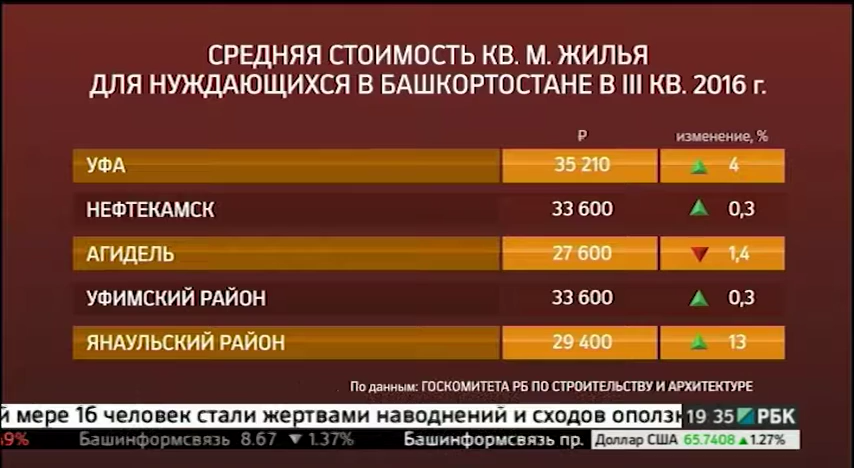 СРЕДНЯЯ СТОИМОСТЬ КВ. М. ЖИЛЬЯ
ДЛЯ НУЖДАЮЩИХСЯ В БАШКОРТОСТАНЕ В III КВ. 2016 г.
₽ изменение, %
УФА 35 210 ▲ 4
НЕФТЕКАМСК 33 600 ▲ 0,3
АГИДЕЛЬ 27 600 ▼ 1,4
УФИМСКИЙ РАЙОН 33 600 ▲ 0,3
ЯНАУЛЬСКИЙ РАЙОН 29 400 ▲ 13
По данным: ГОСКОМИТЕТА РБ ПО СТРОИТЕЛЬСТВУ И АРХИТЕКТУРЕ
й мере 16 человек стали жертвами наводнений и сходов оползн 19 35 РБК
9% Башинформсвязь 8.67 ▼ 1.37% Башинформсвязь пр. Доллар США 65.7408 ▲ 1.27%